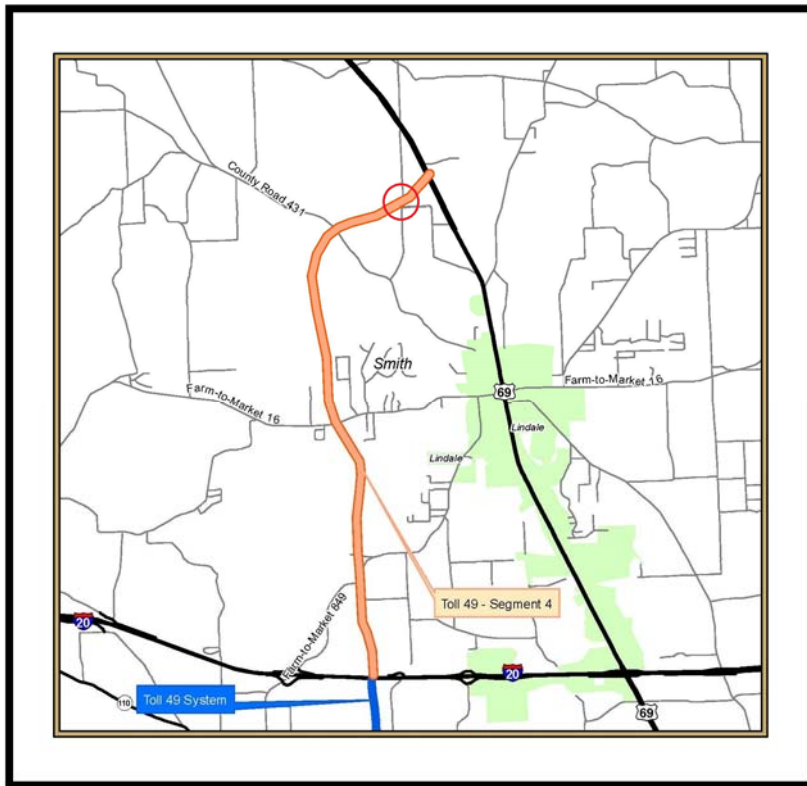 County Road 431
Smith
Farm-to-Market 16
69
Farm-to-Market 16
Lindale
Lindale
Toll 49 - Segment 4
20
Farm-to-Market 849
20
110
Toll 49 System
69